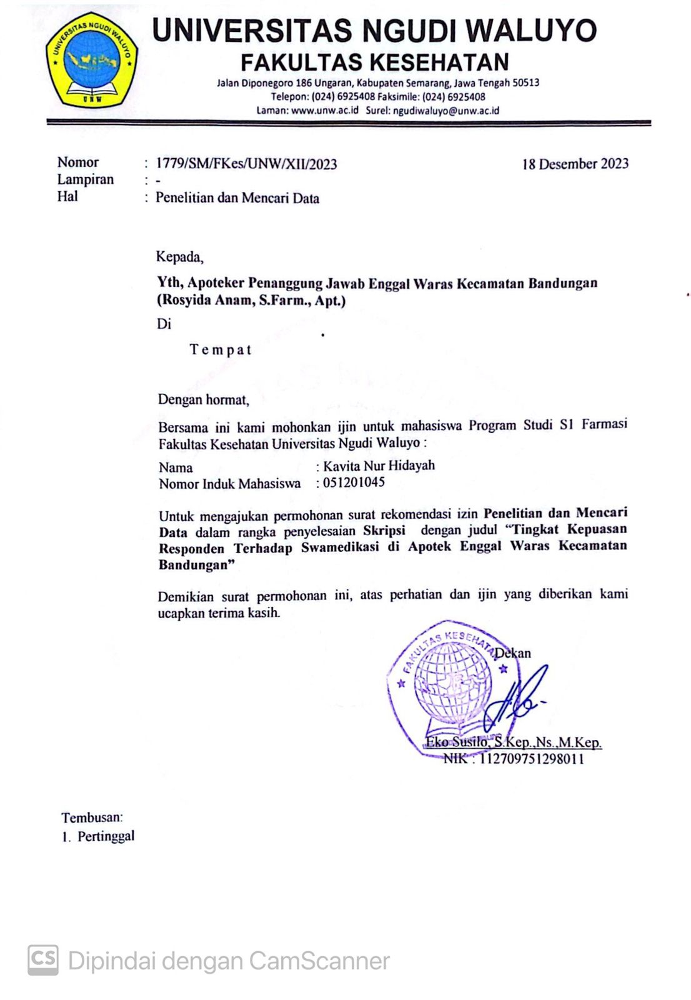 UNIVERSITAS NGUDI WALUYO
UNW
UNIVERSITAS NGUDI WALUYO
FAKULTAS KESEHATAN
Jalan Diponegoro 186 Ungaran, Kabupaten Semarang, Jawa Tengah 50513
Telepon: (024) 6925408 Faksimile: (024) 6925408
Laman: www.unw.ac.id Surel: ngudiwaluyo@unw.ac.id
Nomor : 1779/SM/FKes/UNW/XII/2023 18 Desember 2023
Lampiran : -
Hal : Penelitian dan Mencari Data
Kepada,
Yth, Apoteker Penanggung Jawab Enggal Waras Kecamatan Bandungan
(Rosyida Anam, S.Farm., Apt.)
Di
Tempat
Dengan hormat,
Bersama ini kami mohonkan ijin untuk mahasiswa Program Studi S1 Farmasi
Fakultas Kesehatan Universitas Ngudi Waluyo :
Nama : Kavita Nur Hidayah
Nomor Induk Mahasiswa : 051201045
Untuk mengajukan permohonan surat rekomendasi izin Penelitian dan Mencari
Data dalam rangka penyelesaian Skripsi dengan judul “Tingkat Kepuasan
Responden Terhadap Swamedikasi di Apotek Enggal Waras Kecamatan
Bandungan”
Demikian surat permohonan ini, atas perhatian dan ijin yang diberikan kami
ucapkan terima kasih.
FAKULTAS KESEHATAN
Dekan
Eko Susilo, S.Kep.,Ns.,M.Kep.
NIK : 112709751298011
Tembusan:
1. Pertinggal
CS Dipindai dengan CamScanner